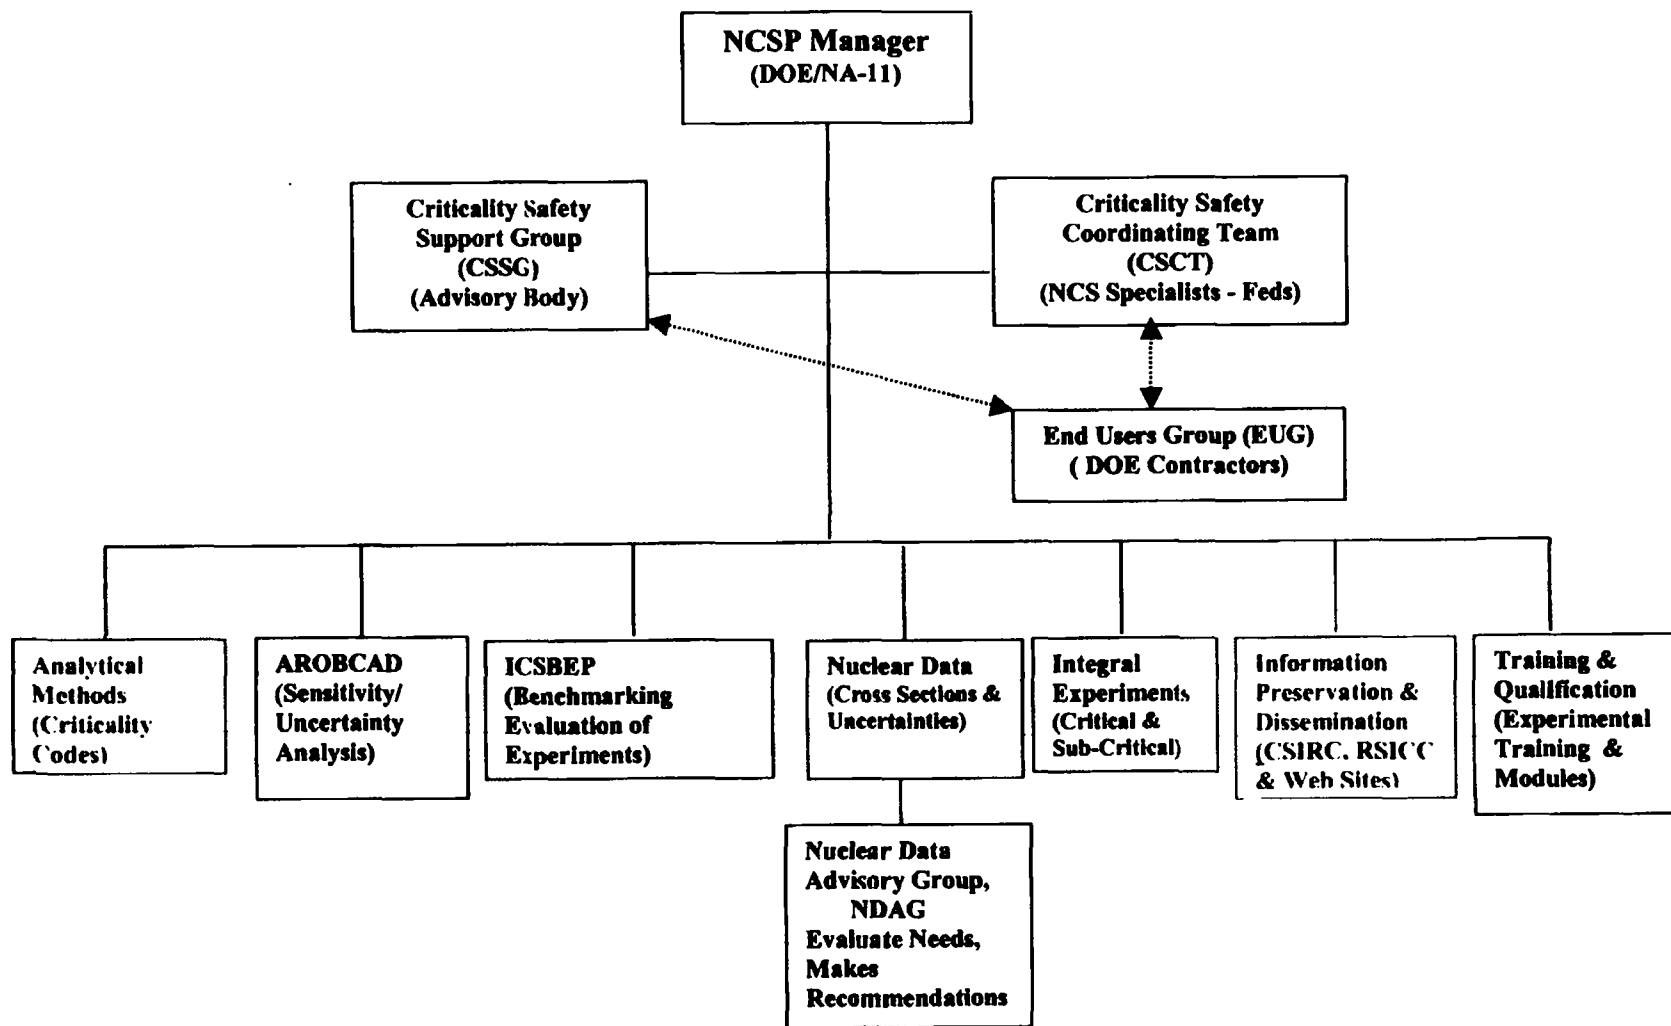 NCSP Manager
(DOE/NA-11)
Criticality Safety
Support Group
(CSSG)
(Advisory Body)
Criticality Safety
Coordinating Team
(CSCT)
(NCS Specialists - Feds)
End Users Group (EUG)
( DOE Contractors)
Analytical
Methods
(Criticality
Codes)
AROBCAD
(Sensitivity/
Uncertainty
Analysis)
ICSBEP
(Benchmarking
Evaluation of
Experiments)
Nuclear Data
(Cross Sections &
Uncertainties)
Integral
Experiments
(Critical &
Sub-Critical)
Information
Preservation &
Dissemination
(CSIRC, RSICC
& Web Sites)
Training &
Qualification
(Experimental
Training &
Modules)
Nuclear Data
Advisory Group,
NDAG
Evaluate Needs,
Makes
Recommendations